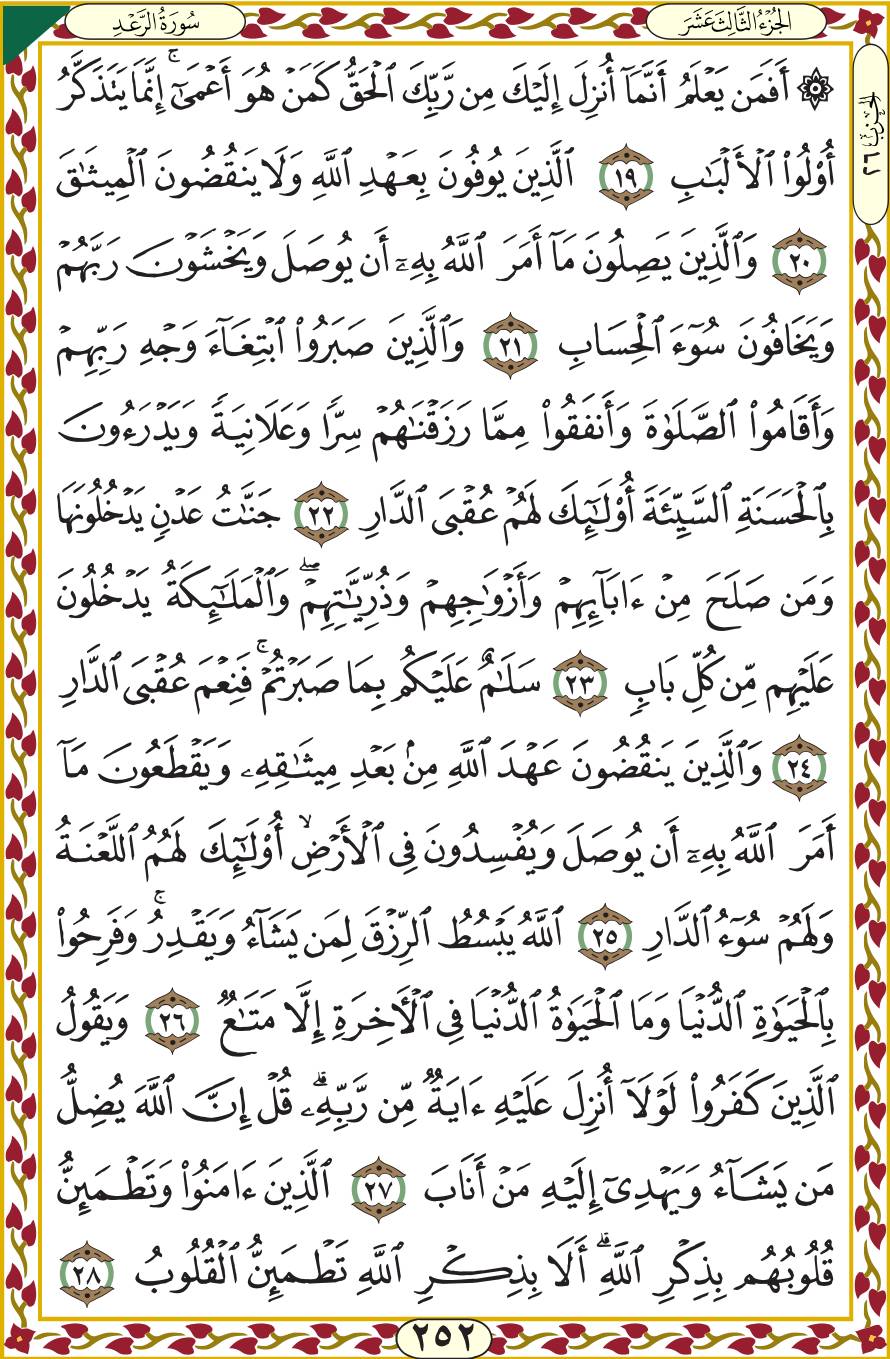 الجُزْءُ الثَّالِثَ عَشَرَ
سُورَةُ الرَّعْدِ
الحِزْب ٢٦
۞ أَفَمَن يَعْلَمُ أَنَّمَآ أُنزِلَ إِلَيْكَ مِن رَّبِّكَ ٱلْحَقُّ كَمَنْ هُوَ أَعْمَىٰٓ ۚ إِنَّمَا يَتَذَكَّرُ
أُو۟لُوا۟ ٱلْأَلْبَـٰبِ ١٩ ٱلَّذِينَ يُوفُونَ بِعَهْدِ ٱللَّهِ وَلَا يَنقُضُونَ ٱلْمِيثَـٰقَ
٢٠ وَٱلَّذِينَ يَصِلُونَ مَآ أَمَرَ ٱللَّهُ بِهِۦٓ أَن يُوصَلَ وَيَخْشَوْنَ رَبَّهُمْ
وَيَخَافُونَ سُوٓءَ ٱلْحِسَابِ ٢١ وَٱلَّذِينَ صَبَرُوا۟ ٱبْتِغَآءَ وَجْهِ رَبِّهِمْ
وَأَقَامُوا۟ ٱلصَّلَوٰةَ وَأَنفَقُوا۟ مِمَّا رَزَقْنَـٰهُمْ سِرًّا وَعَلَانِيَةً وَيَدْرَءُونَ
بِٱلْحَسَنَةِ ٱلسَّيِّئَةَ أُو۟لَـٰٓئِكَ لَهُمْ عُقْبَى ٱلدَّارِ ٢٢ جَنَّـٰتُ عَدْنٍ يَدْخُلُونَهَا
وَمَن صَلَحَ مِنْ ءَابَآئِهِمْ وَأَزْوَٰجِهِمْ وَذُرِّيَّـٰتِهِمْ ۖ وَٱلْمَلَـٰٓئِكَةُ يَدْخُلُونَ
عَلَيْهِم مِّن كُلِّ بَابٍ ٢٣ سَلَـٰمٌ عَلَيْكُم بِمَا صَبَرْتُمْ ۚ فَنِعْمَ عُقْبَى ٱلدَّارِ
٢٤ وَٱلَّذِينَ يَنقُضُونَ عَهْدَ ٱللَّهِ مِنۢ بَعْدِ مِيثَـٰقِهِۦ وَيَقْطَعُونَ مَآ
أَمَرَ ٱللَّهُ بِهِۦٓ أَن يُوصَلَ وَيُفْسِدُونَ فِى ٱلْأَرْضِ ۙ أُو۟لَـٰٓئِكَ لَهُمُ ٱللَّعْنَةُ
وَلَهُمْ سُوٓءُ ٱلدَّارِ ٢٥ ٱللَّهُ يَبْسُطُ ٱلرِّزْقَ لِمَن يَشَآءُ وَيَقْدِرُ ۚ وَفَرِحُوا۟
بِٱلْحَيَوٰةِ ٱلدُّنْيَا وَمَا ٱلْحَيَوٰةُ ٱلدُّنْيَا فِى ٱلْـَٔاخِرَةِ إِلَّا مَتَـٰعٌ ٢٦ وَيَقُولُ
ٱلَّذِينَ كَفَرُوا۟ لَوْلَآ أُنزِلَ عَلَيْهِ ءَايَةٌ مِّن رَّبِّهِۦ ۗ قُلْ إِنَّ ٱللَّهَ يُضِلُّ
مَن يَشَآءُ وَيَهْدِىٓ إِلَيْهِ مَنْ أَنَابَ ٢٧ ٱلَّذِينَ ءَامَنُوا۟ وَتَطْمَئِنُّ
قُلُوبُهُم بِذِكْرِ ٱللَّهِ ۗ أَلَا بِذِكْرِ ٱللَّهِ تَطْمَئِنُّ ٱلْقُلُوبُ ٢٨
٢٥٢